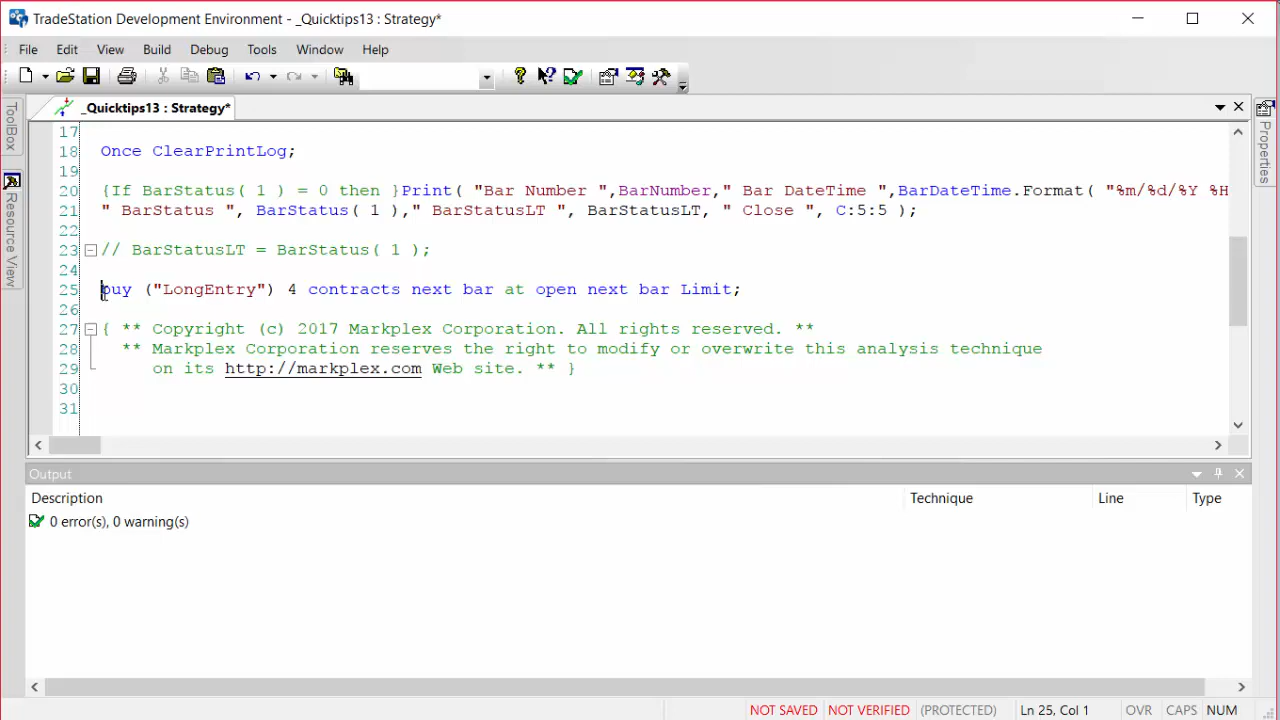 TradeStation Development Environment - _Quicktips13 : Strategy*
File Edit View Build Debug Tools Window Help
_Quicktips13 : Strategy*
ToolBox
Resource View
Properties
17
18 Once ClearPrintLog;
19
20 {If BarStatus( 1 ) = 0 then }Print( "Bar Number ",BarNumber," Bar DateTime ",BarDateTime.Format( "%m/%d/%Y %H
21 " BarStatus ", BarStatus( 1 )," BarStatusLT ", BarStatusLT, " Close ", C:5:5 );
22
23 // BarStatusLT = BarStatus( 1 );
24
25 buy ("LongEntry") 4 contracts next bar at open next bar Limit;
26
27 { ** Copyright (c) 2017 Markplex Corporation. All rights reserved. **
28 ** Markplex Corporation reserves the right to modify or overwrite this analysis technique
29 on its http://markplex.com Web site. ** }
30
31
Output
Description Technique Line Type
0 error(s), 0 warning(s)
NOT SAVED NOT VERIFIED (PROTECTED) Ln 25, Col 1 OVR CAPS NUM